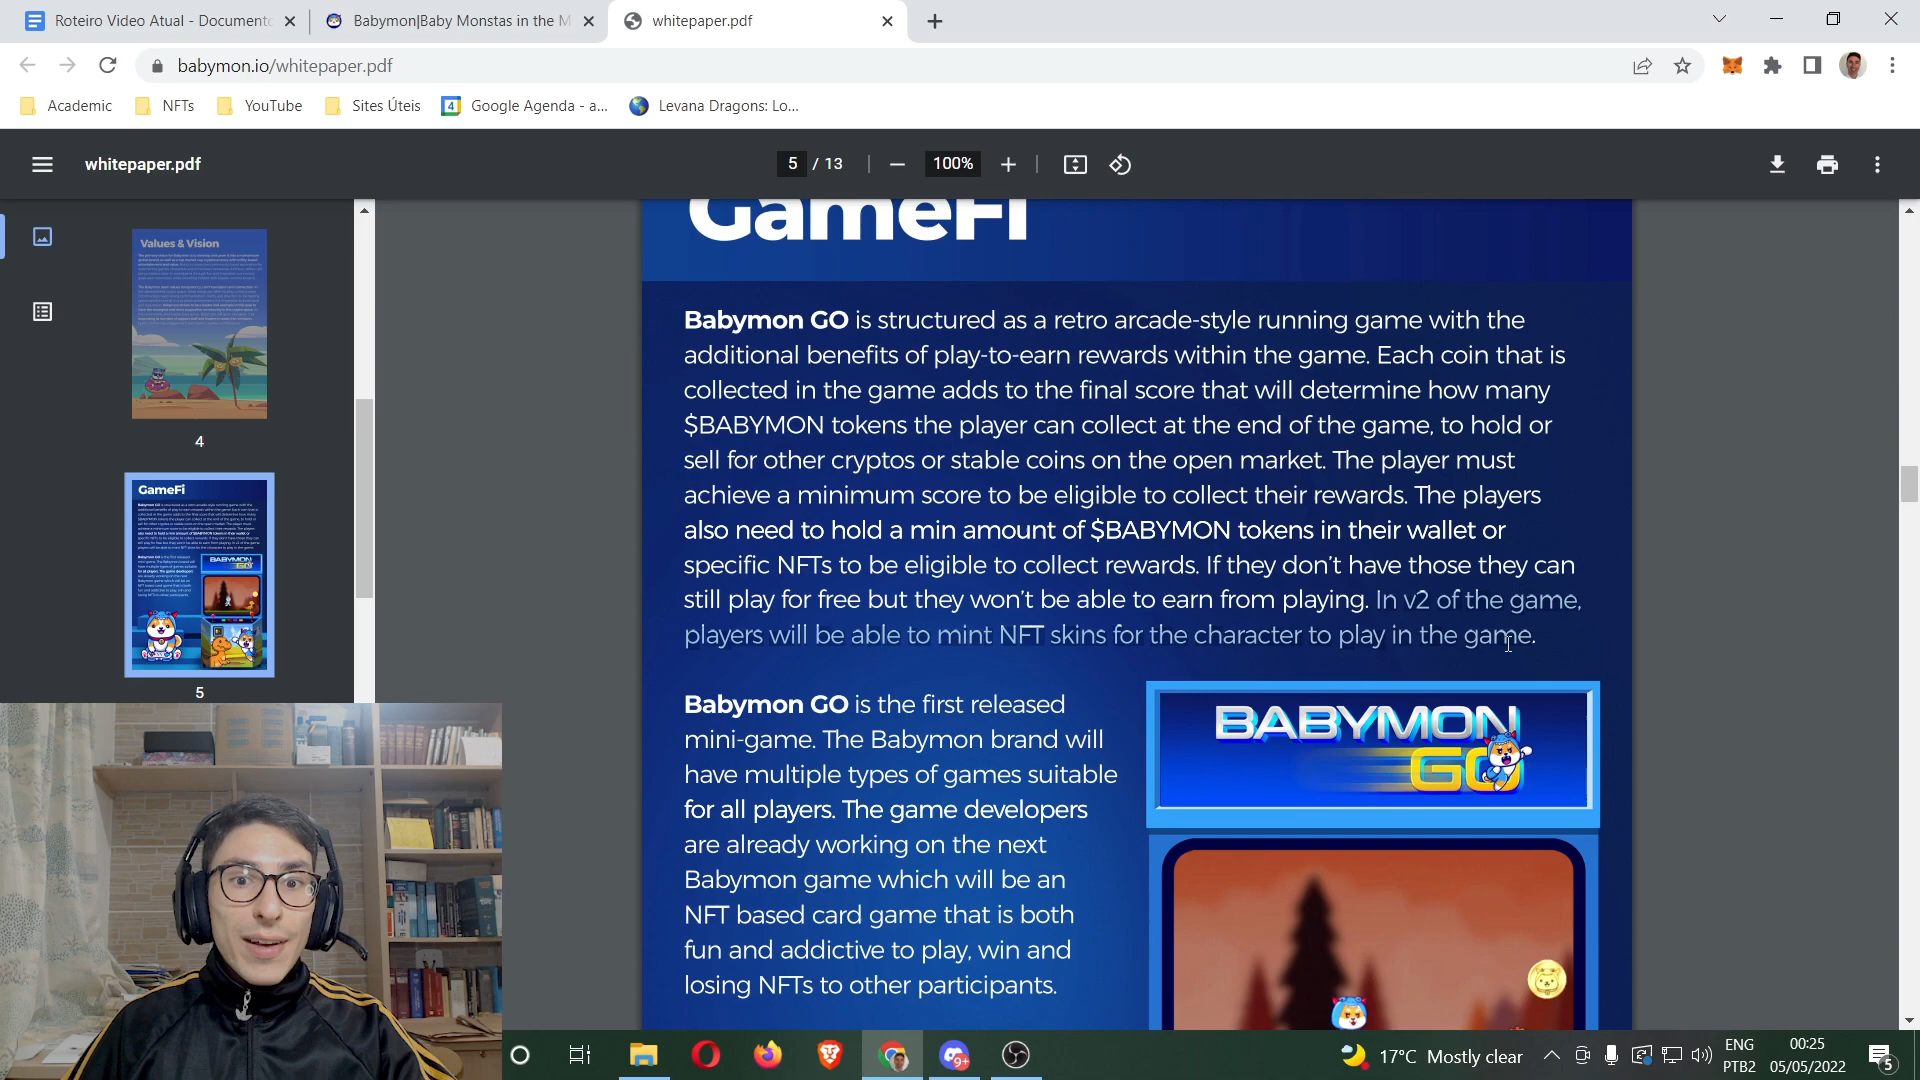 Roteiro Video Atual - Documento
Babymon|Baby Monstas in the M
whitepaper.pdf
babymon.io/whitepaper.pdf
Academic
NFTs
YouTube
Sites Úteis
4
Google Agenda - a...
Levana Dragons: Lo...
whitepaper.pdf
5 / 13
100%
Values & Vision
4
GameFi
5
GameFi
Babymon GO is structured as a retro arcade-style running game with the
additional benefits of play-to-earn rewards within the game. Each coin that is
collected in the game adds to the final score that will determine how many
$BABYMON tokens the player can collect at the end of the game, to hold or
sell for other cryptos or stable coins on the open market. The player must
achieve a minimum score to be eligible to collect their rewards. The players
also need to hold a min amount of $BABYMON tokens in their wallet or
specific NFTs to be eligible to collect rewards. If they don't have those they can
still play for free but they won't be able to earn from playing. In v2 of the game,
players will be able to mint NFT skins for the character to play in the game.
Babymon GO is the first released
mini-game. The Babymon brand will
have multiple types of games suitable
for all players. The game developers
are already working on the next
Babymon game which will be an
NFT based card game that is both
fun and addictive to play, win and
losing NFTs to other participants.
BABYMON
GO
9+
17°C Mostly clear
ENG
PTB2
00:25
05/05/2022
5